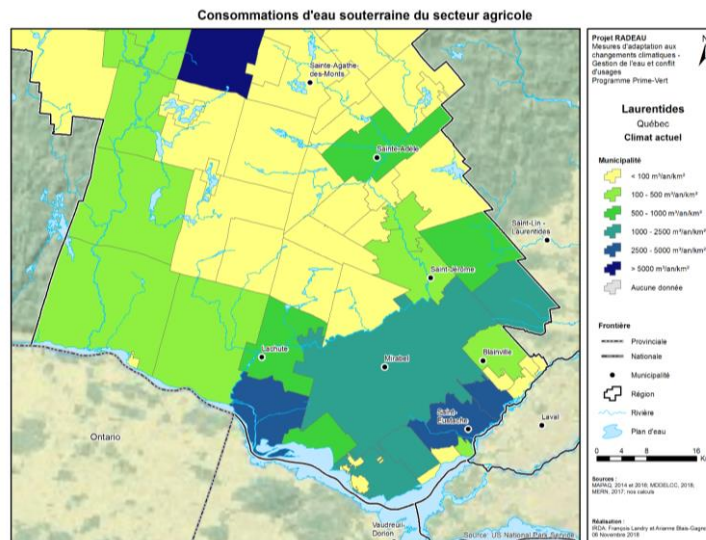 Consommations d'eau souterraine du secteur agricole
Projet RADEAU
Mesures d'adaptation aux
changements climatiques -
Gestion de l'eau et conflit
d'usages
Programme Prime-Vert
N
Laurentides
Québec
Climat actuel
Municipalité
< 100 m³/an/km²
100 - 500 m³/an/km²
500 - 1000 m³/an/km²
1000 - 2500 m³/an/km²
2500 - 5000 m³/an/km²
> 5000 m³/an/km²
Aucune donnée
Frontière
Provinciale
Nationale
Municipalité
Région
Rivière
Plan d'eau
0 4 8 16
K
Sources :
MAPAQ, 2014 et 2016; MDDELCC, 2016;
MERN, 2017; nos calculs
Réalisation :
IRDA, François Landry et Arianne Blais-Gagné
06 Novembre 2018
Sainte-Agathe-
des-Monts
Sainte-Adèle
Saint-Lin -
Laurentides
Saint-Jérôme
Lachute
Mirabel
Blainville
Saint-
Eustache
Laval
Ontario
Vaudreuil-
Dorion
Source: US National Park Service